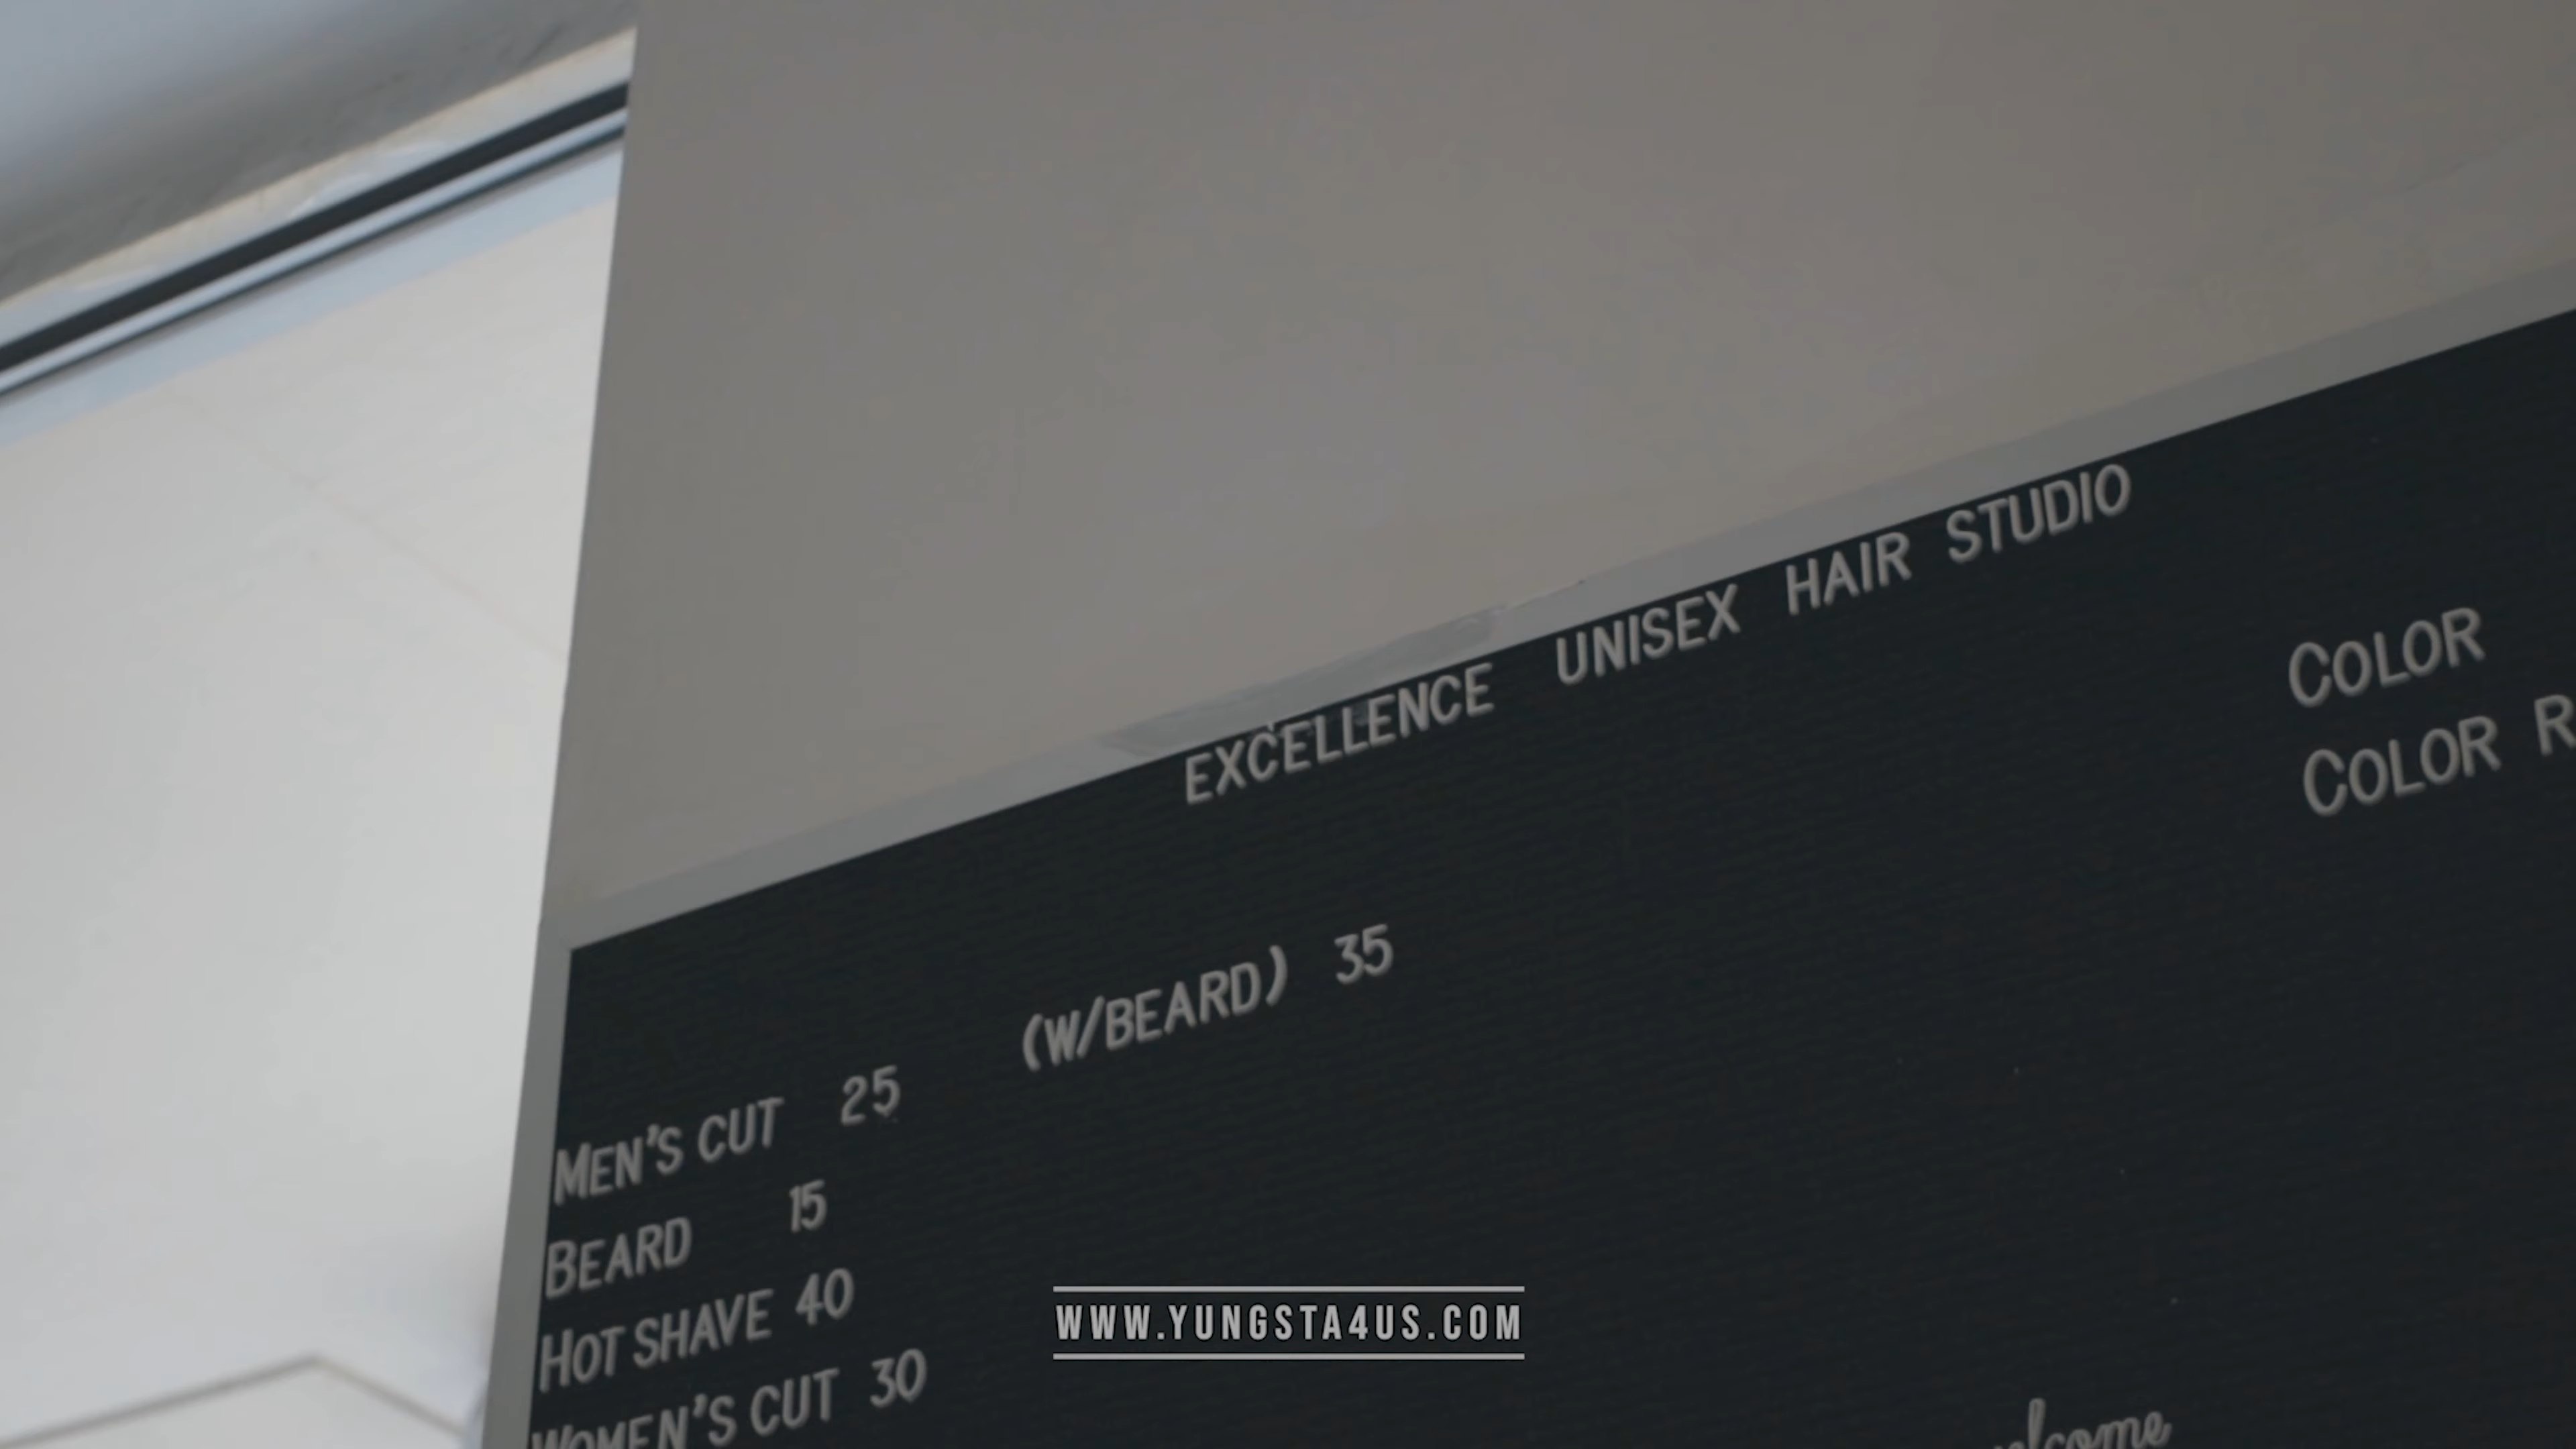 EXCELLENCE UNISEX HAIR STUDIO
MEN'S CUT 25 (W/BEARD) 35
BEARD 15
HOT SHAVE 40
WOMEN'S CUT 30
COLOR
COLOR
WWW.YUNGSTA4US.COM